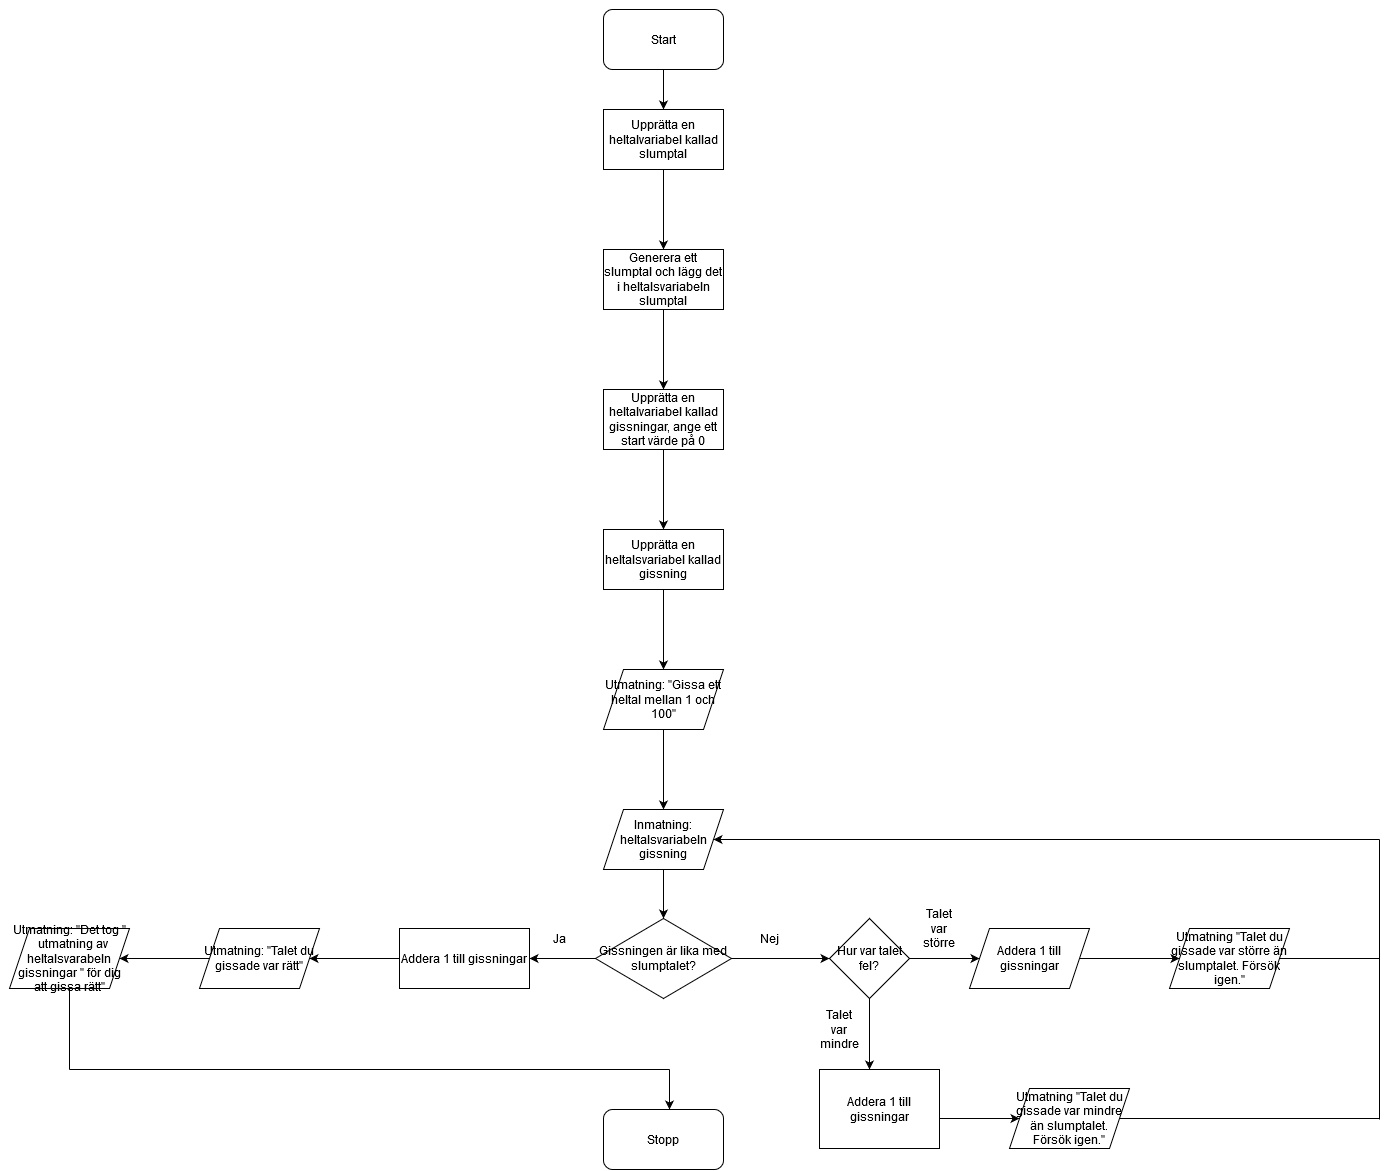 Start
Upprätta en
heltalvariabel kallad
slumptal
Generera ett
slumptal och lägg det
i heltalsvariabeln
slumptal
Upprätta en
heltalvariabel kallad
gissningar, ange ett
start värde på 0
Upprätta en
heltalsvariabel kallad
gissning
Utmatning: "Gissa ett
heltal mellan 1 och
100"
Inmatning:
heltalsvariabeln
gissning
Gissningen är lika med
slumptalet?
Ja
Addera 1 till gissningar
Utmatning: "Talet du
gissade var rätt"
Utmatning: "Det tog "
utmatning av
heltalsvarabeln
gissningar " för dig
att gissa rätt"
Nej
Hur var talet
fel?
Talet
var
större
Addera 1 till
gissningar
Utmatning "Talet du
gissade var större än
slumptalet. Försök
igen."
Talet
var
mindre
Addera 1 till
gissningar
Utmatning "Talet du
gissade var mindre
än slumptalet.
Försök igen."
Stopp